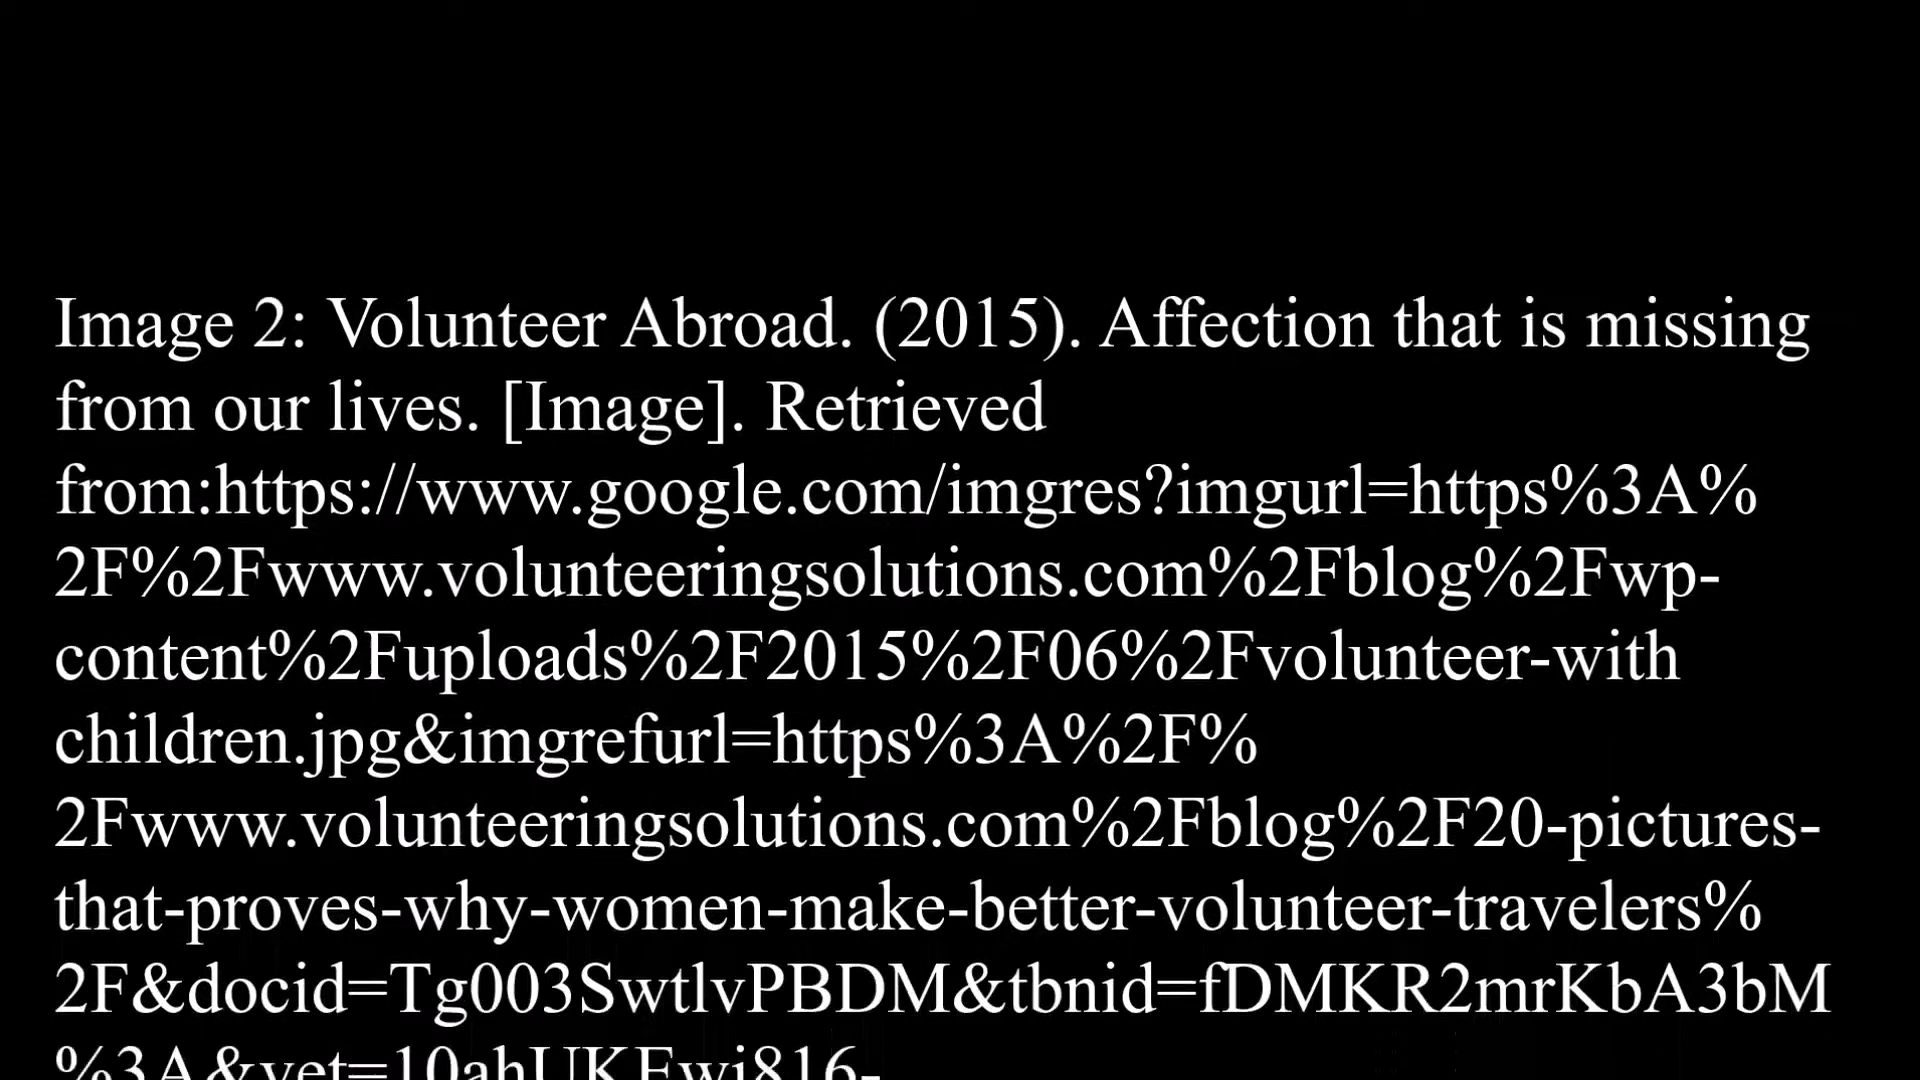 Image 2: Volunteer Abroad. (2015). Affection that is missing
from our lives. [Image]. Retrieved
from:https://www.google.com/imgres?imgurl=https%3A%
2F%2Fwww.volunteeringsolutions.com%2Fblog%2Fwp-
content%2Fuploads%2F2015%2F06%2Fvolunteer-with
children.jpg&imgrefurl=https%3A%2F%
2Fwww.volunteeringsolutions.com%2Fblog%2F20-pictures-
that-proves-why-women-make-better-volunteer-travelers%
2F&docid=Tg003SwtlvPBDM&tbnid=fDMKR2mrKbA3bM
%3A&vet=10ahUKEwj816-